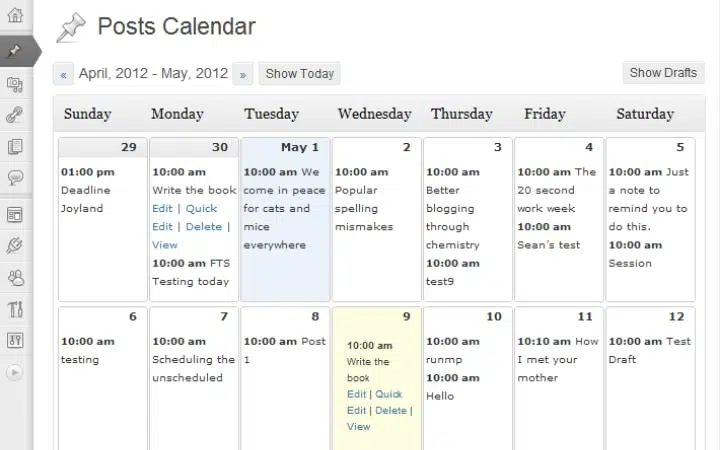 Posts Calendar
« April, 2012 - May, 2012 » Show Today Show Drafts
Sunday Monday Tuesday Wednesday Thursday Friday Saturday
29
01:00 pm
Deadline
Joyland
30
10:00 am
Write the book
Edit | Quick
Edit | Delete |
View
10:00 am FTS
Testing today
May 1
10:00 am We
come in peace
for cats and
mice
everywhere
2
10:00 am
Popular
spelling
mismakes
3
10:00 am
Better
blogging
through
chemistry
10:00 am
test9
4
10:00 am The
20 second
work week
10:00 am
Sean's test
5
10:00 am Just
a note to
remind you to
do this.
10:00 am
Session
6
10:00 am
testing
7
10:00 am
Scheduling the
unscheduled
8
10:00 am Post
1
9
10:00 am
Write the
book
Edit | Quick
Edit | Delete |
View
10
10:00 am
runmp
10:00 am
Hello
11
10:10 am How
I met your
mother
12
10:00 am Test
Draft